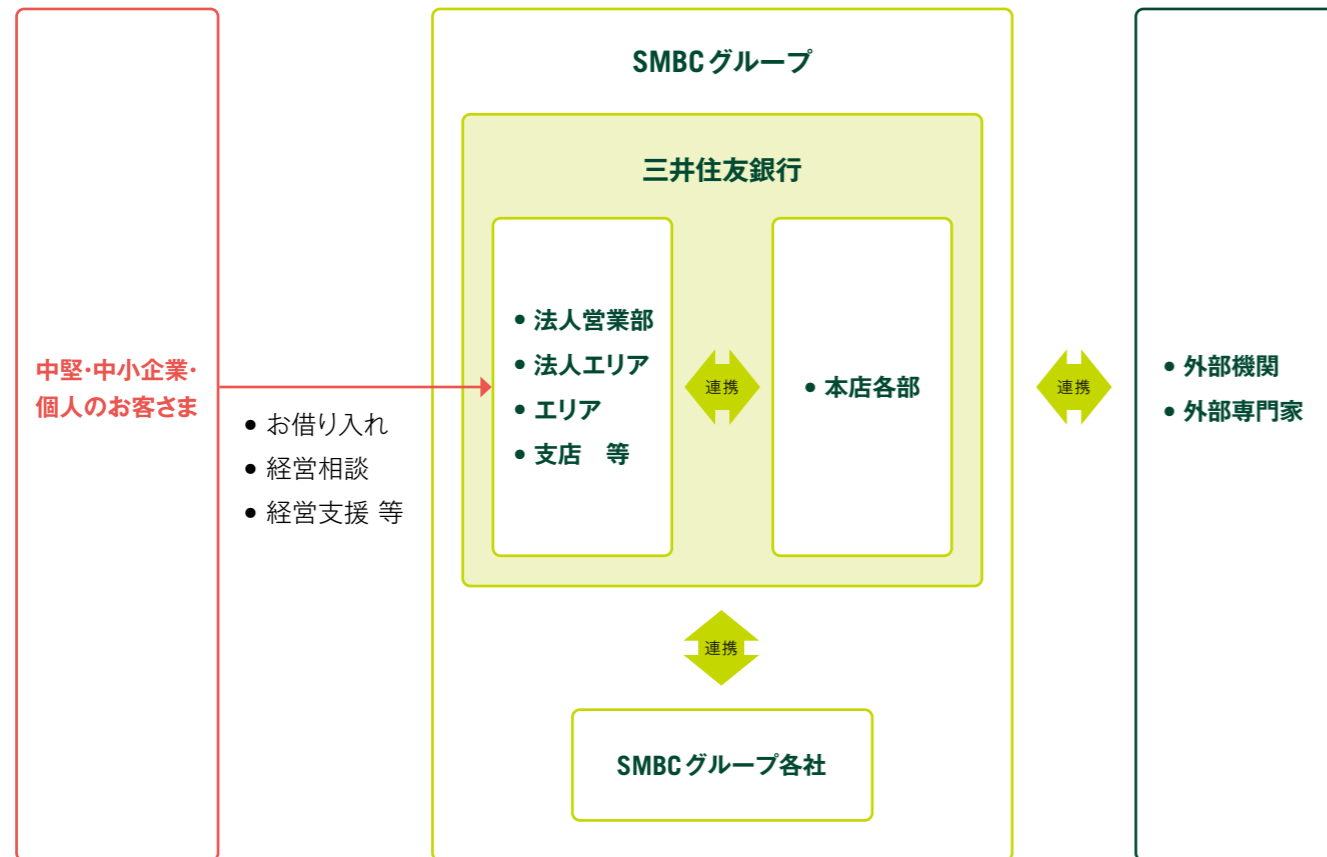 中堅・中小企業・
個人のお客さま
• お借り入れ
• 経営相談
• 経営支援 等
SMBCグループ
三井住友銀行
• 法人営業部
• 法人エリア
• エリア
• 支店　等
連携
• 本店各部
連携
SMBCグループ各社
連携
• 外部機関
• 外部専門家